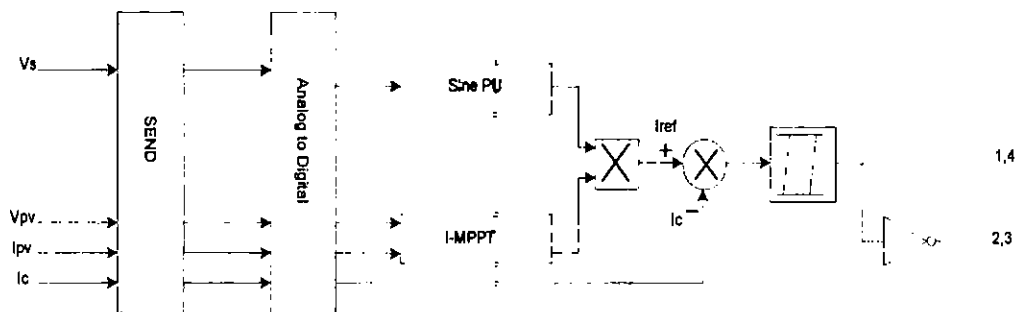 Vs
SEND
Analog to Digital
Sine PU
Iref
+
1,4
Vpv
Ipv
Ic
I-MPPT
Ic
−
2,3